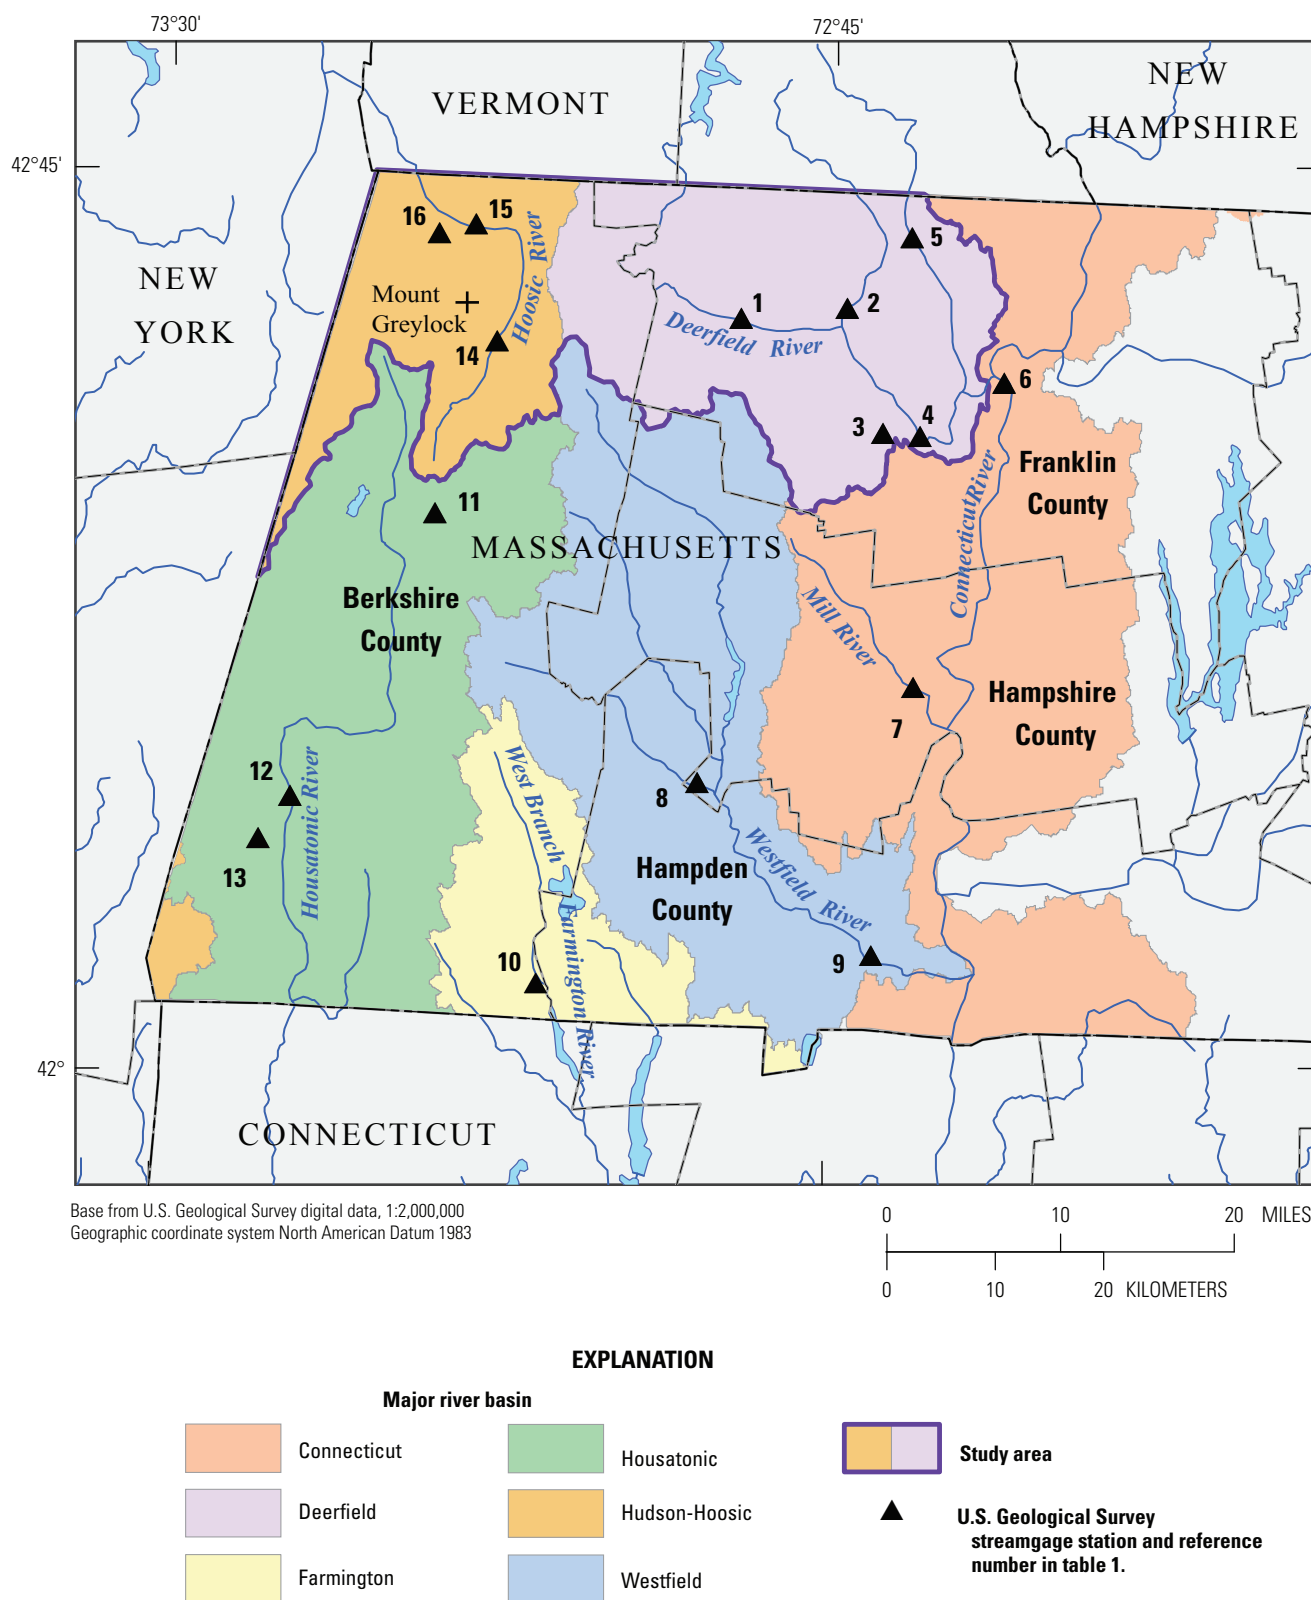 73°30'
72°45'
42°45'
42°
VERMONT
NEW
HAMPSHIRE
NEW
YORK
16
15
5
Hoosic River
Mount
Greylock
1
2
Deerfield River
14
6
3
4
Franklin
County
Connecticut River
11
MASSACHUSETTS
Berkshire
County
Mill River
Hampshire
County
7
12
Housatonic River
West Branch Farmington River
8
13
Hampden
County
Westfield River
10
9
CONNECTICUT
Base from U.S. Geological Survey digital data, 1:2,000,000
Geographic coordinate system North American Datum 1983
0 10 20 MILES
0 10 20 KILOMETERS
EXPLANATION
Major river basin
Connecticut
Deerfield
Farmington
Housatonic
Hudson-Hoosic
Westfield
Study area
U.S. Geological Survey
streamgage station and reference
number in table 1.